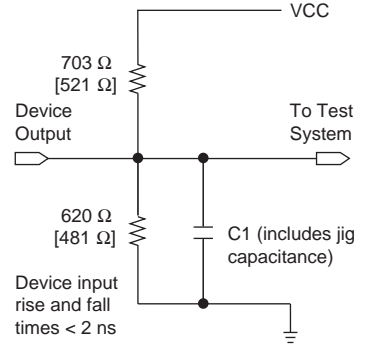 VCC
703 Ω
[521 Ω]
Device
Output
To Test
System
620 Ω
[481 Ω]
C1 (includes jig
capacitance)
Device input
rise and fall
times < 2 ns